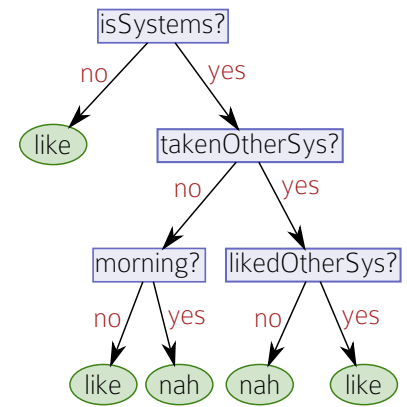 isSystems?
no
yes
like
takenOtherSys?
no
yes
morning?
likedOtherSys?
no
yes
no
yes
like
nah
nah
like